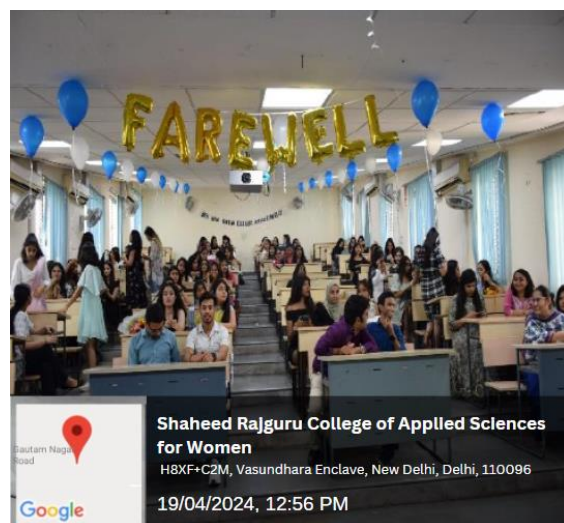 FAREWELL
Gautam Nagar
Road
Google
Shaheed Rajguru College of Applied Sciences
for Women
H8XF+C2M, Vasundhara Enclave, New Delhi, Delhi, 110096
19/04/2024, 12:56 PM